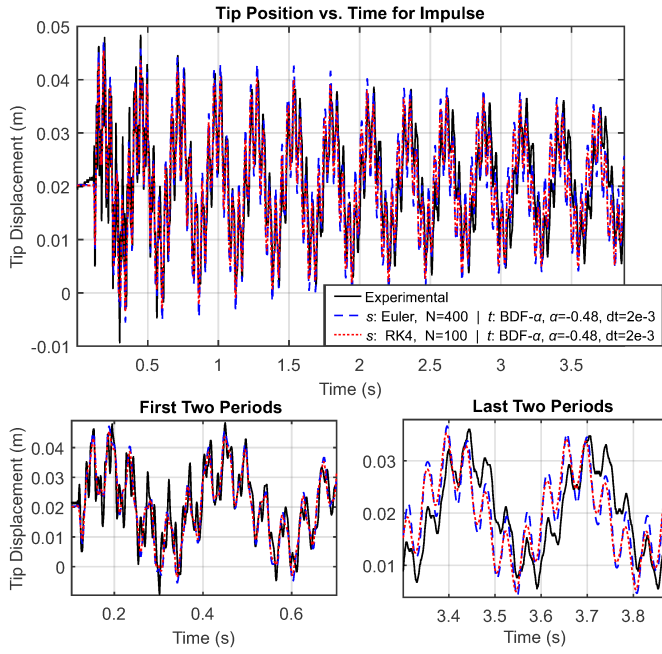 Tip Position vs. Time for Impulse
0.05
0.04
0.03
0.02
0.01
0
-0.01
Tip Displacement (m)
0.5
1
1.5
2
2.5
3
3.5
Time (s)
Experimental
s: Euler, N=400 | t: BDF-α, α=-0.48, dt=2e-3
s: RK4, N=100 | t: BDF-α, α=-0.48, dt=2e-3
First Two Periods
0.04
0.03
0.02
0.01
0
Tip Displacement (m)
0.2
0.4
0.6
Time (s)
Last Two Periods
0.03
0.02
0.01
3.4
3.5
3.6
3.7
3.8
Time (s)